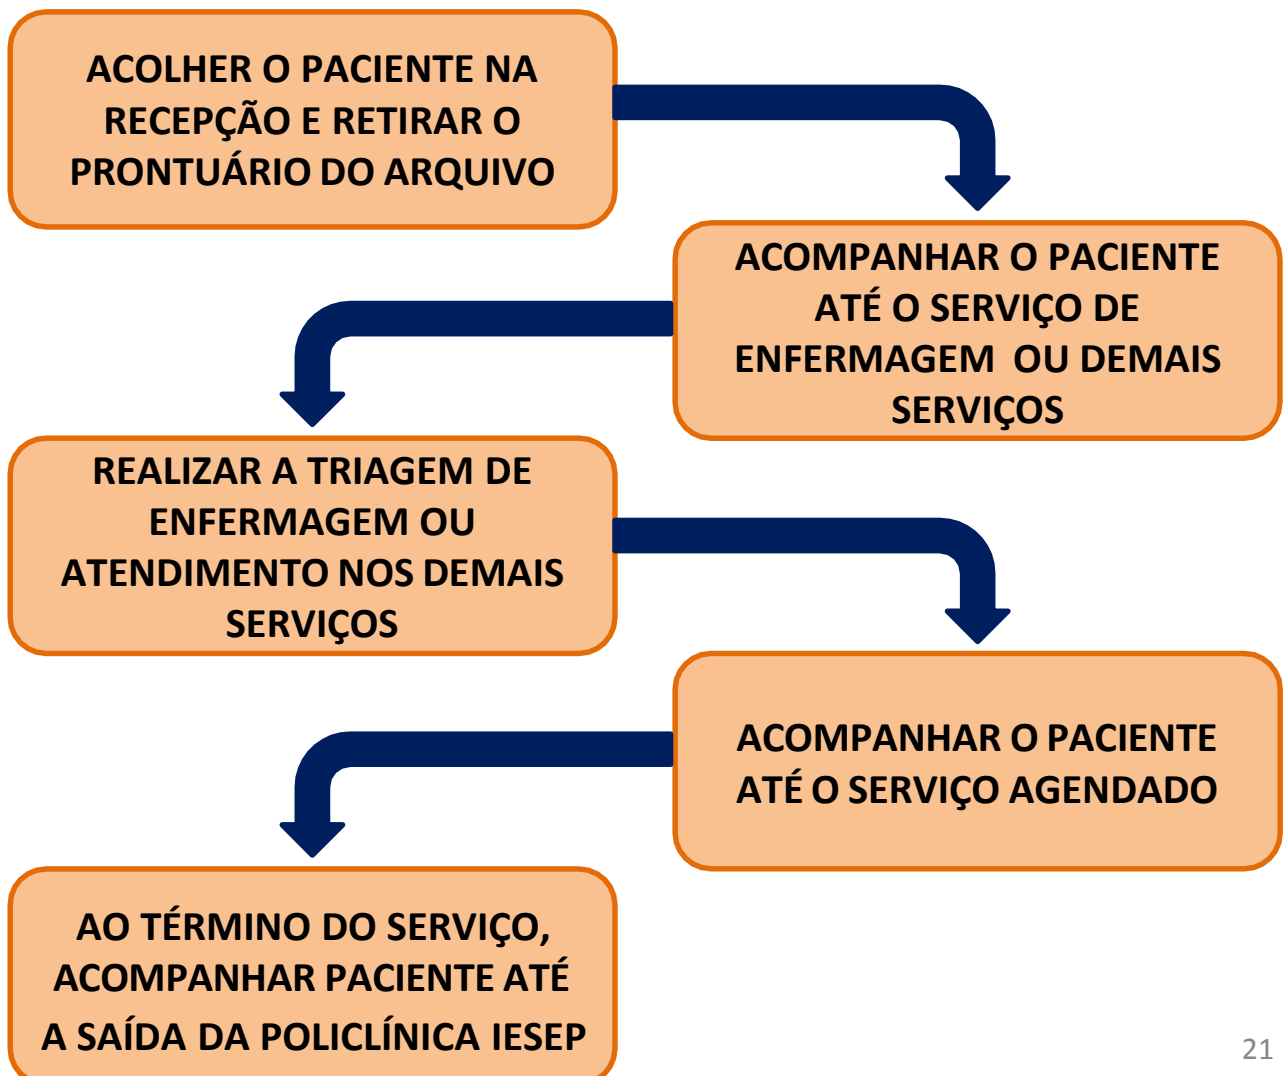 ACOLHER O PACIENTE NA
RECEPÇÃO E RETIRAR O
PRONTUÁRIO DO ARQUIVO
ACOMPANHAR O PACIENTE
ATÉ O SERVIÇO DE
ENFERMAGEM OU DEMAIS
SERVIÇOS
REALIZAR A TRIAGEM DE
ENFERMAGEM OU
ATENDIMENTO NOS DEMAIS
SERVIÇOS
ACOMPANHAR O PACIENTE
ATÉ O SERVIÇO AGENDADO
AO TÉRMINO DO SERVIÇO,
ACOMPANHAR PACIENTE ATÉ
A SAÍDA DA POLICLÍNICA IESEP
21